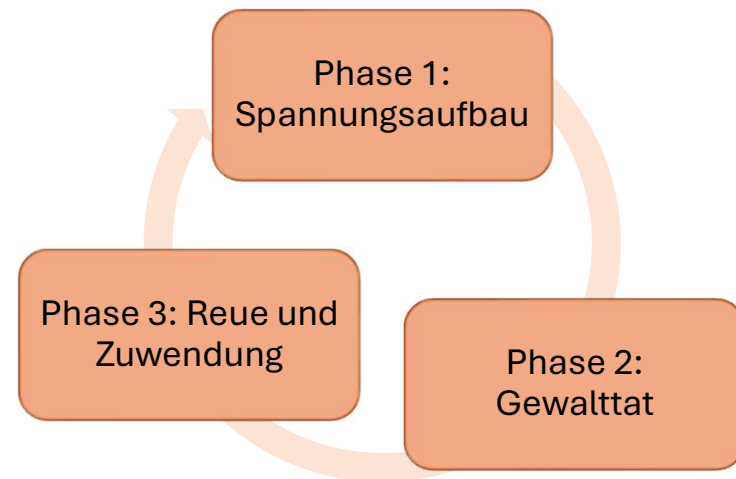 Phase 1:
Spannungsaufbau
Phase 3: Reue und
Zuwendung
Phase 2:
Gewalttat